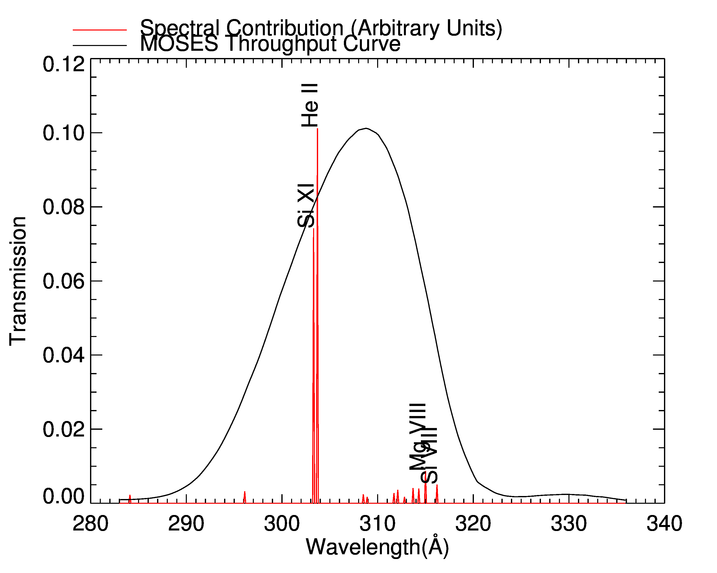 Spectral Contribution (Arbitrary Units)
MOSES Throughput Curve
0.12
0.10
0.08
0.06
0.04
0.02
0.00
Transmission
He II
Si XI
Mg VIII
Si VIII
280 290 300 310 320 330 340
Wavelength(Å)